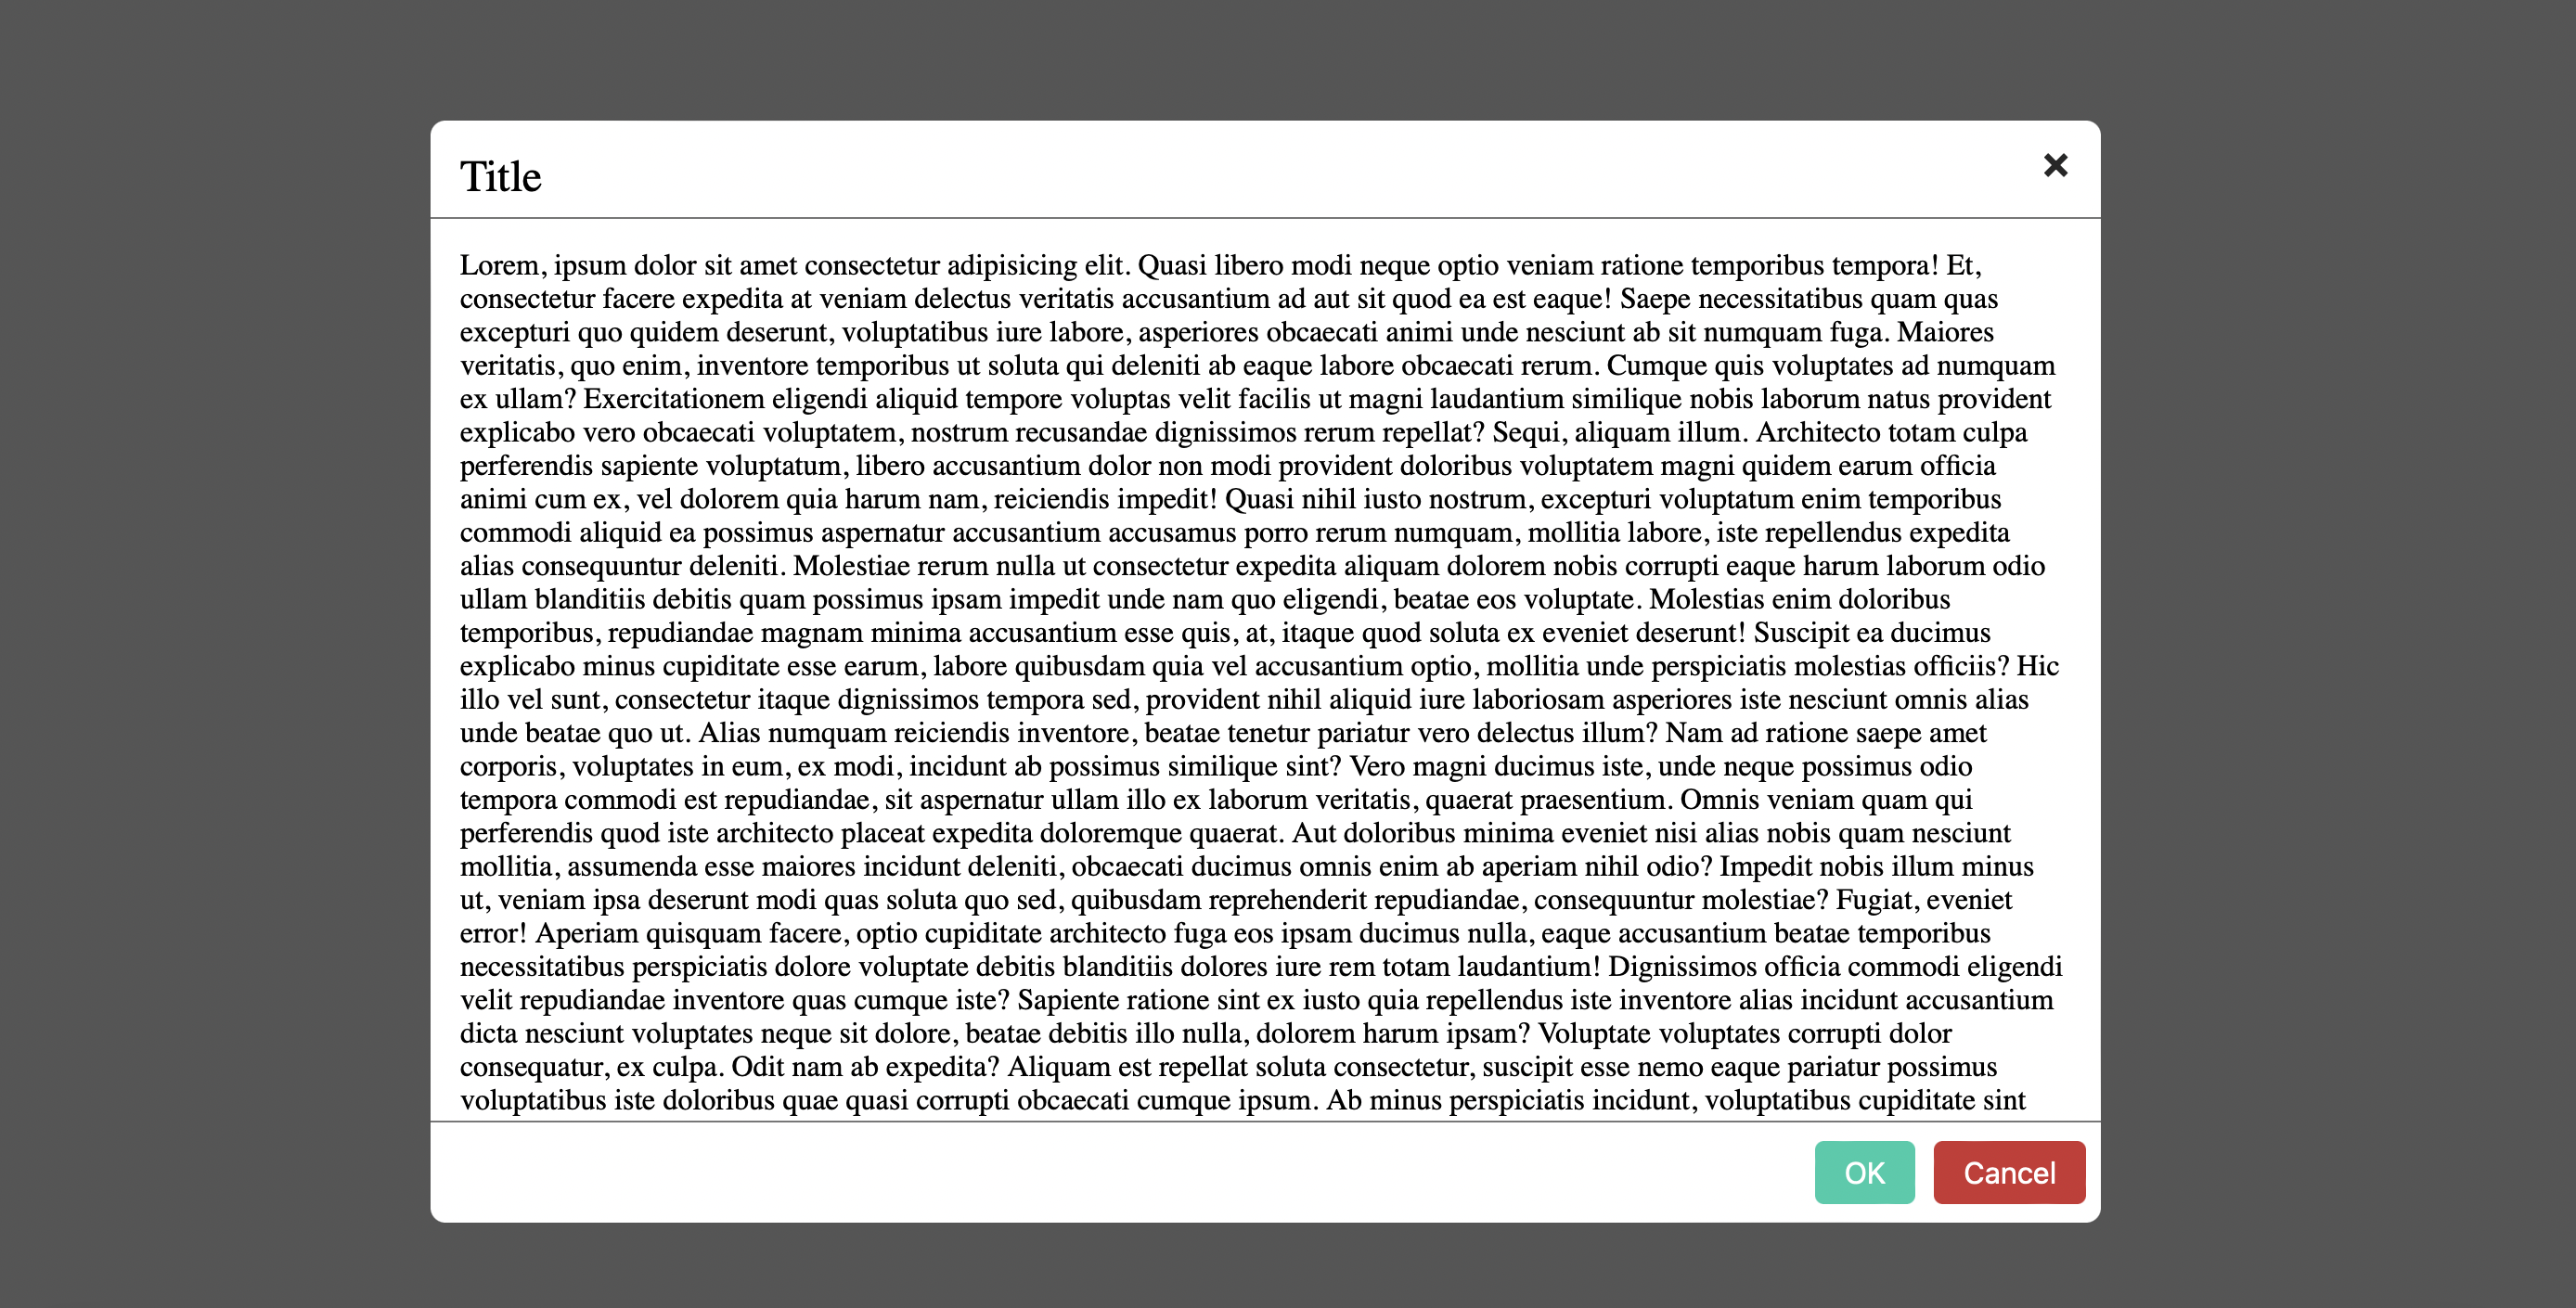 Title
Lorem, ipsum dolor sit amet consectetur adipisicing elit. Quasi libero modi neque optio veniam ratione temporibus tempora! Et,
consectetur facere expedita at veniam delectus veritatis accusantium ad aut sit quod ea est eaque! Saepe necessitatibus quam quas
excepturi quo quidem deserunt, voluptatibus iure labore, asperiores obcaecati animi unde nesciunt ab sit numquam fuga. Maiores
veritatis, quo enim, inventore temporibus ut soluta qui deleniti ab eaque labore obcaecati rerum. Cumque quis voluptates ad numquam
ex ullam? Exercitationem eligendi aliquid tempore voluptas velit facilis ut magni laudantium similique nobis laborum natus provident
explicabo vero obcaecati voluptatem, nostrum recusandae dignissimos rerum repellat? Sequi, aliquam illum. Architecto totam culpa
perferendis sapiente voluptatum, libero accusantium dolor non modi provident doloribus voluptatem magni quidem earum officia
animi cum ex, vel dolorem quia harum nam, reiciendis impedit! Quasi nihil iusto nostrum, excepturi voluptatum enim temporibus
commodi aliquid ea possimus aspernatur accusantium accusamus porro rerum numquam, mollitia labore, iste repellendus expedita
alias consequuntur deleniti. Molestiae rerum nulla ut consectetur expedita aliquam dolorem nobis corrupti eaque harum laborum odio
ullam blanditiis debitis quam possimus ipsam impedit unde nam quo eligendi, beatae eos voluptate. Molestias enim doloribus
temporibus, repudiandae magnam minima accusantium esse quis, at, itaque quod soluta ex eveniet deserunt! Suscipit ea ducimus
explicabo minus cupiditate esse earum, labore quibusdam quia vel accusantium optio, mollitia unde perspiciatis molestias officiis? Hic
illo vel sunt, consectetur itaque dignissimos tempora sed, provident nihil aliquid iure laboriosam asperiores iste nesciunt omnis alias
unde beatae quo ut. Alias numquam reiciendis inventore, beatae tenetur pariatur vero delectus illum? Nam ad ratione saepe amet
corporis, voluptates in eum, ex modi, incidunt ab possimus similique sint? Vero magni ducimus iste, unde neque possimus odio
tempora commodi est repudiandae, sit aspernatur ullam illo ex laborum veritatis, quaerat praesentium. Omnis veniam quam qui
perferendis quod iste architecto placeat expedita doloremque quaerat. Aut doloribus minima eveniet nisi alias nobis quam nesciunt
mollitia, assumenda esse maiores incidunt deleniti, obcaecati ducimus omnis enim ab aperiam nihil odio? Impedit nobis illum minus
ut, veniam ipsa deserunt modi quas soluta quo sed, quibusdam reprehenderit repudiandae, consequuntur molestiae? Fugiat, eveniet
error! Aperiam quisquam facere, optio cupiditate architecto fuga eos ipsam ducimus nulla, eaque accusantium beatae temporibus
necessitatibus perspiciatis dolore voluptate debitis blanditiis dolores iure rem totam laudantium! Dignissimos officia commodi eligendi
velit repudiandae inventore quas cumque iste? Sapiente ratione sint ex iusto quia repellendus iste inventore alias incidunt accusantium
dicta nesciunt voluptates neque sit dolore, beatae debitis illo nulla, dolorem harum ipsam? Voluptate voluptates corrupti dolor
consequatur, ex culpa. Odit nam ab expedita? Aliquam est repellat soluta consectetur, suscipit esse nemo eaque pariatur possimus
voluptatibus iste doloribus quae quasi corrupti obcaecati cumque ipsum. Ab minus perspiciatis incidunt, voluptatibus cupiditate sint
OK Cancel